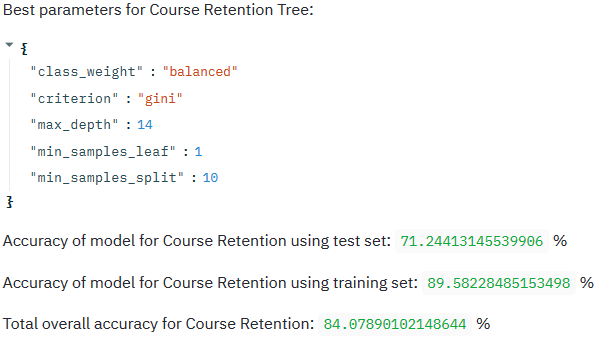 Best parameters for Course Retention Tree:
{
"class_weight" : "balanced"
"criterion" : "gini"
"max_depth" : 14
"min_samples_leaf" : 1
"min_samples_split" : 10
}
Accuracy of model for Course Retention using test set: 71.24413145539906 %
Accuracy of model for Course Retention using training set: 89.58228485153498 %
Total overall accuracy for Course Retention: 84.07890102148644 %